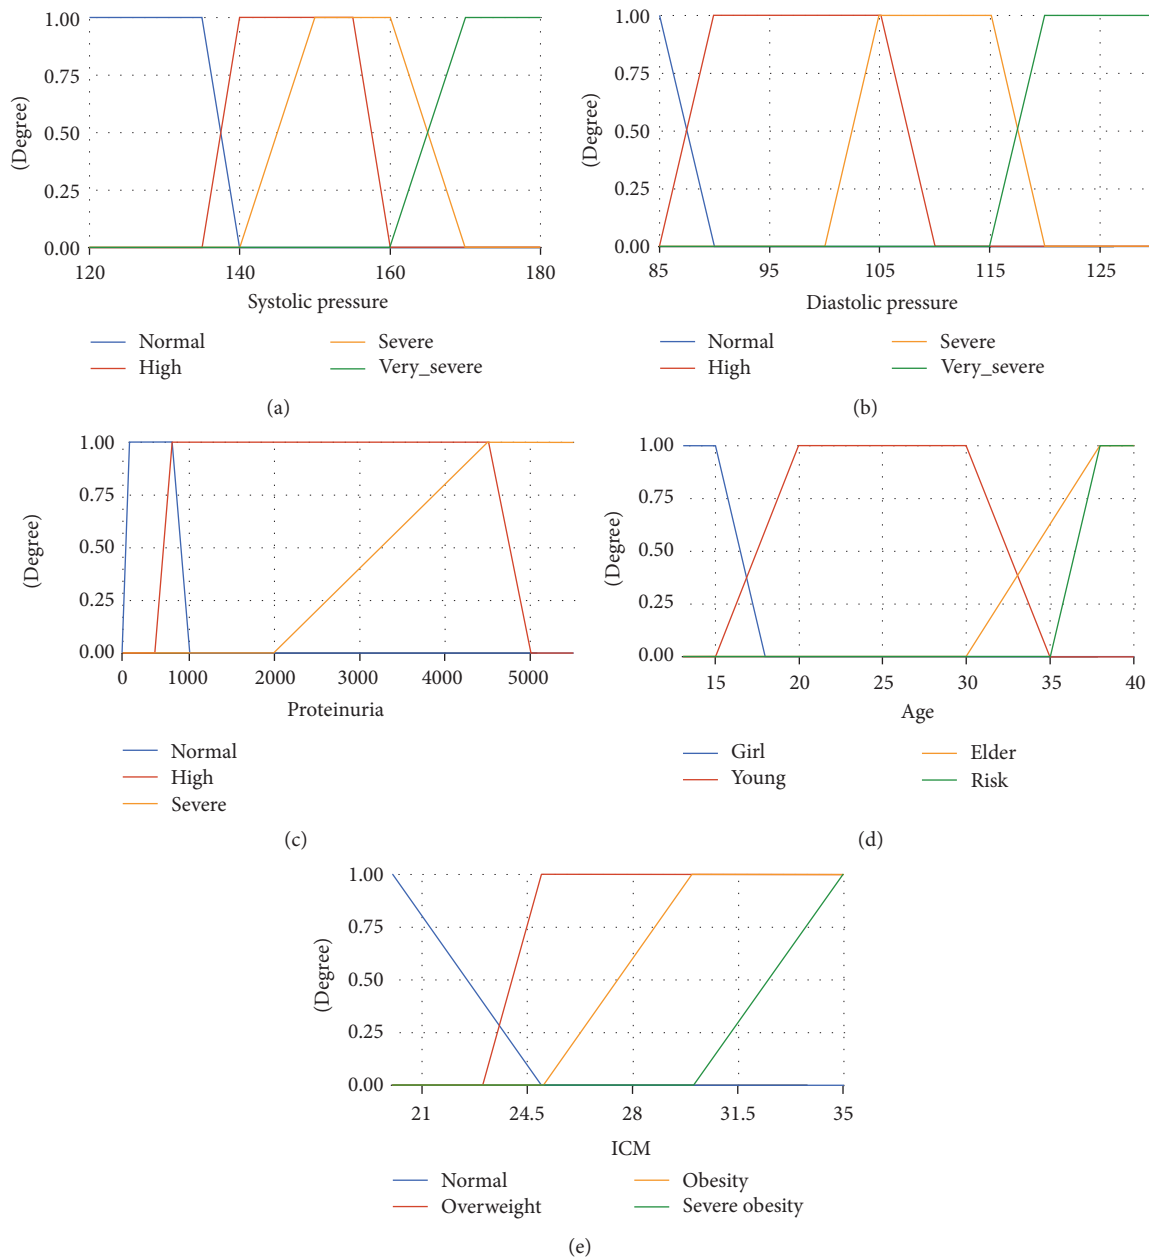 1.00
0.75
0.50
0.25
0.00
(Degree)
120 140 160 180
Systolic pressure
Normal
High
Severe
Very_severe
(a)
1.00
0.75
0.50
0.25
0.00
(Degree)
85 95 105 115 125
Diastolic pressure
Normal
High
Severe
Very_severe
(b)
1.00
0.75
0.50
0.25
0.00
(Degree)
0 1000 2000 3000 4000 5000
Proteinuria
Normal
High
Severe
(c)
1.00
0.75
0.50
0.25
0.00
(Degree)
15 20 25 30 35 40
Age
Girl
Young
Elder
Risk
(d)
1.00
0.75
0.50
0.25
0.00
(Degree)
21 24.5 28 31.5 35
ICM
Normal
Overweight
Obesity
Severe obesity
(e)